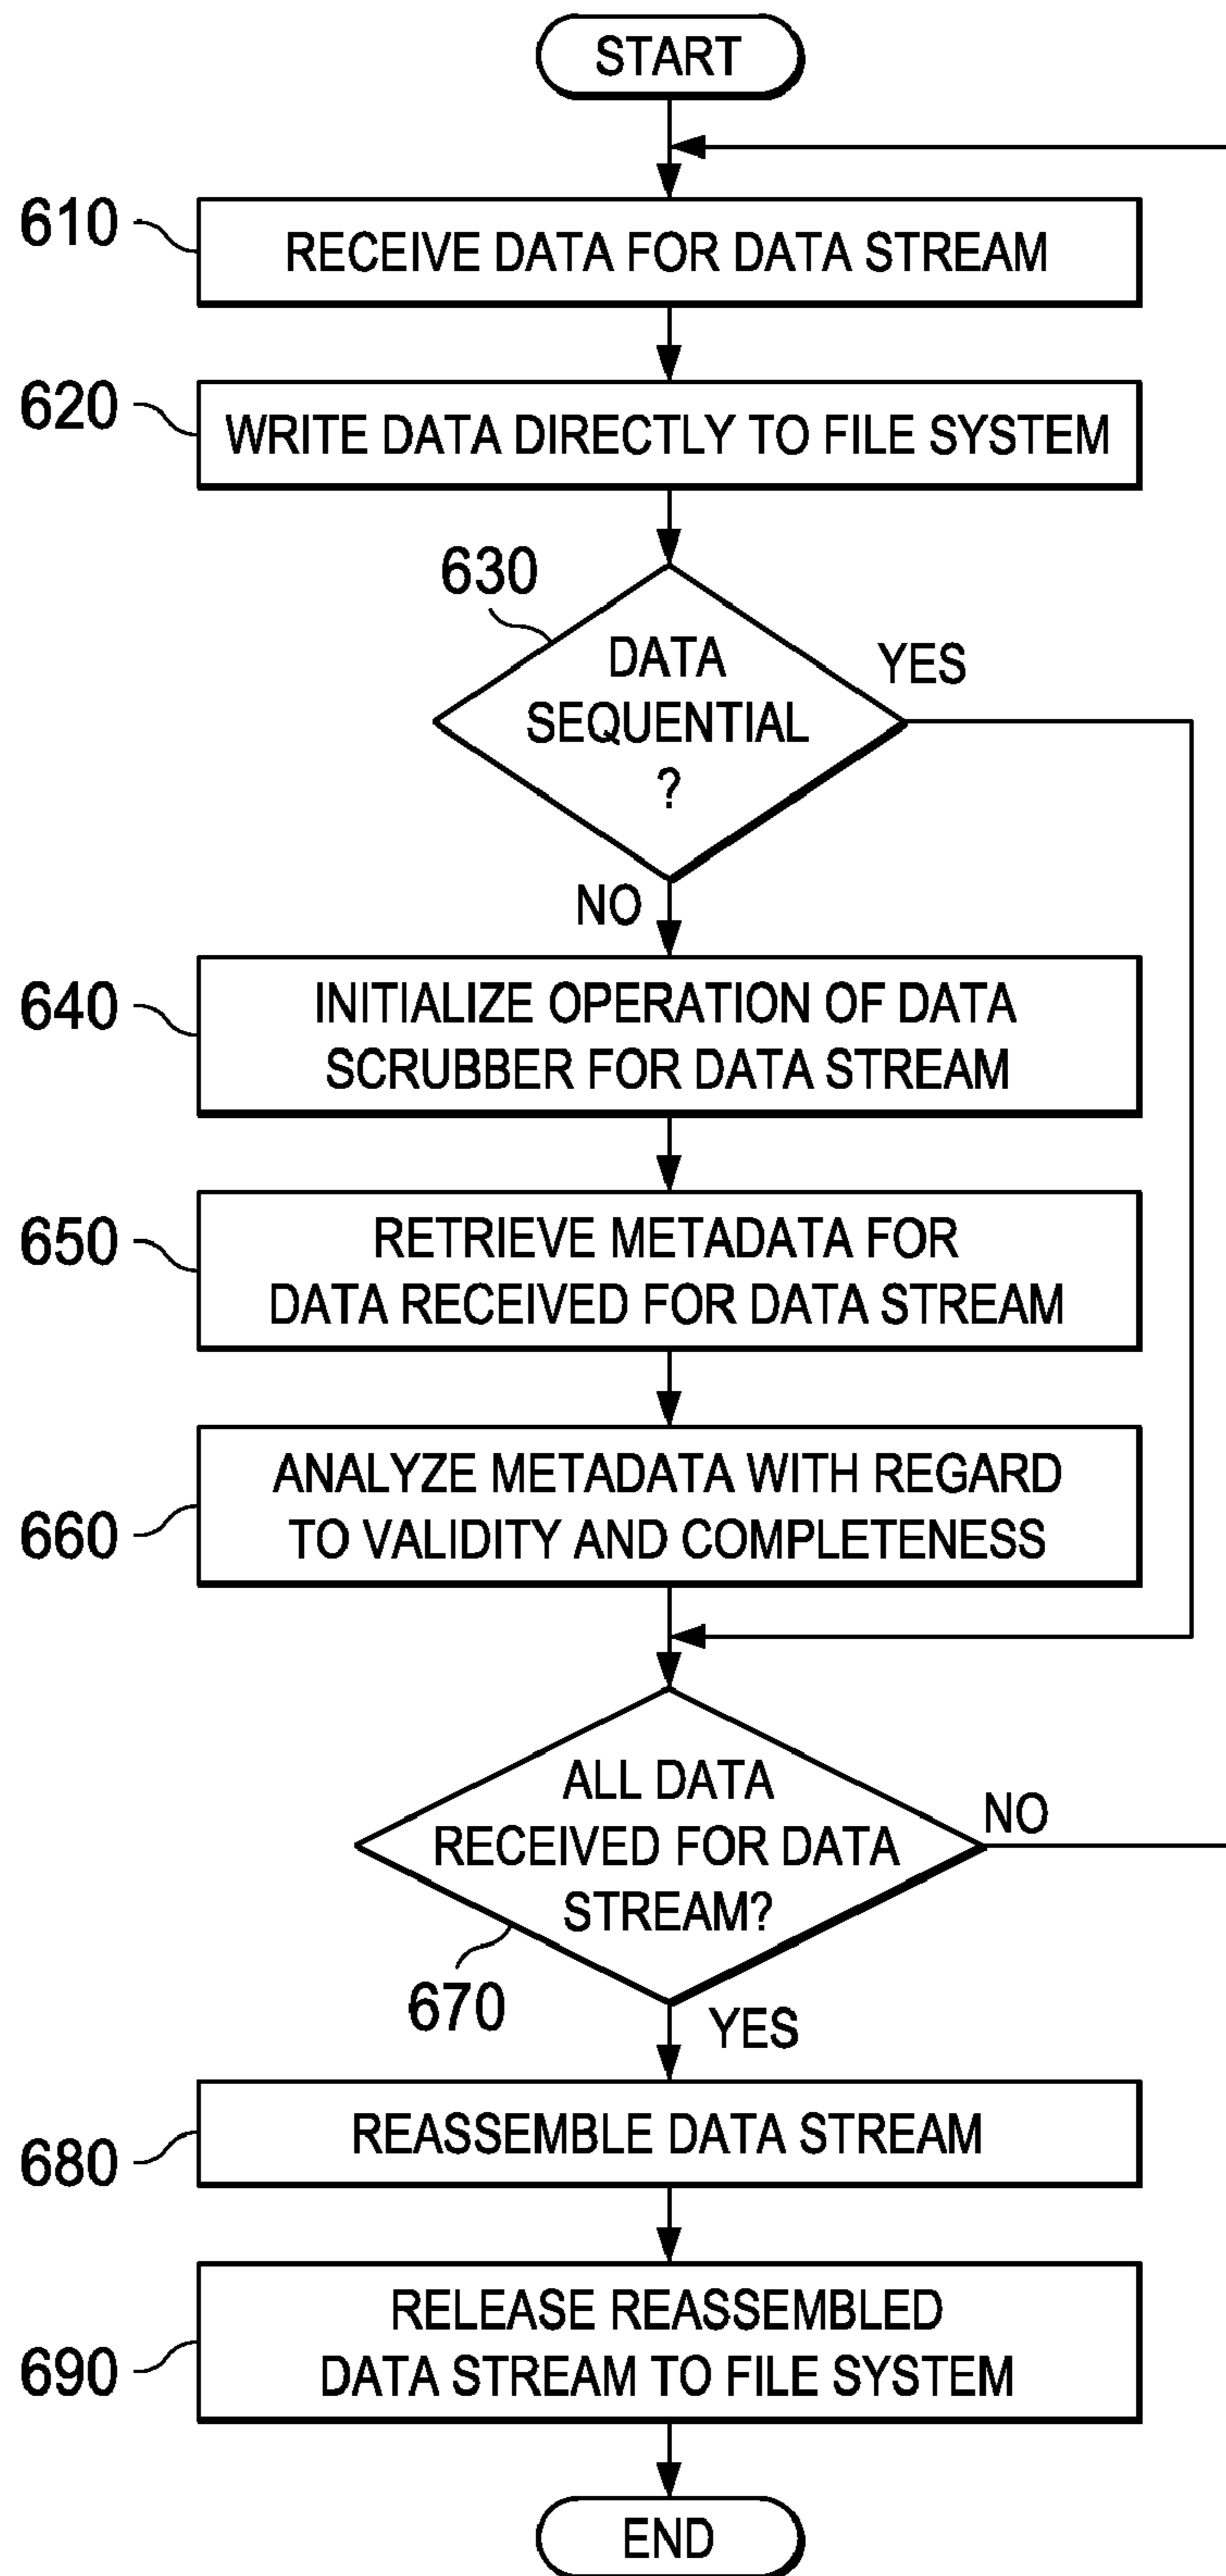 START
610
RECEIVE DATA FOR DATA STREAM
620
WRITE DATA DIRECTLY TO FILE SYSTEM
630
DATA
SEQUENTIAL
?
YES
NO
640
INITIALIZE OPERATION OF DATA
SCRUBBER FOR DATA STREAM
650
RETRIEVE METADATA FOR
DATA RECEIVED FOR DATA STREAM
660
ANALYZE METADATA WITH REGARD
TO VALIDITY AND COMPLETENESS
ALL DATA
RECEIVED FOR DATA
STREAM?
NO
670
YES
680
REASSEMBLE DATA STREAM
690
RELEASE REASSEMBLED
DATA STREAM TO FILE SYSTEM
END